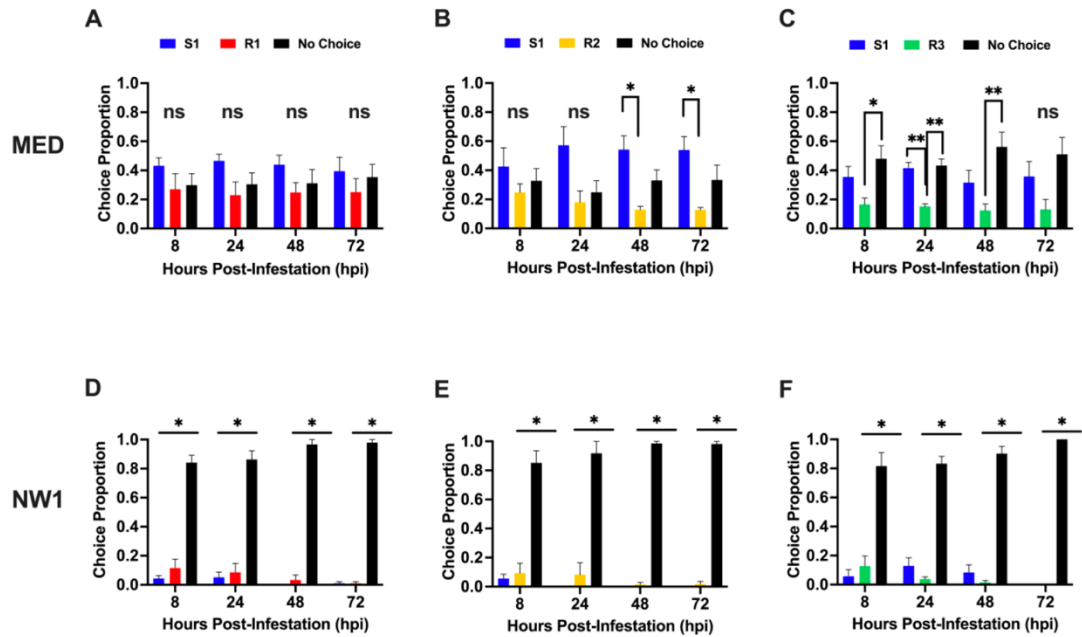 A
S1 R1 No Choice
MED
Choice Proportion
1.0
0.8
0.6
0.4
0.2
0.0
ns ns ns ns
8 24 48 72
Hours Post-Infestation (hpi)
B
S1 R2 No Choice
Choice Proportion
1.0
0.8
0.6
0.4
0.2
0.0
ns ns * *
8 24 48 72
Hours Post-Infestation (hpi)
C
S1 R3 No Choice
Choice Proportion
1.0
0.8
0.6
0.4
0.2
0.0
* ** ** ** ns
8 24 48 72
Hours Post-Infestation (hpi)
D
NW1
Choice Proportion
1.0
0.8
0.6
0.4
0.2
0.0
* * * *
8 24 48 72
Hours Post-Infestation (hpi)
E
Choice Proportion
1.0
0.8
0.6
0.4
0.2
0.0
* * * *
8 24 48 72
Hours Post-Infestation (hpi)
F
Choice Proportion
1.0
0.8
0.6
0.4
0.2
0.0
* * * *
8 24 48 72
Hours Post-Infestation (hpi)